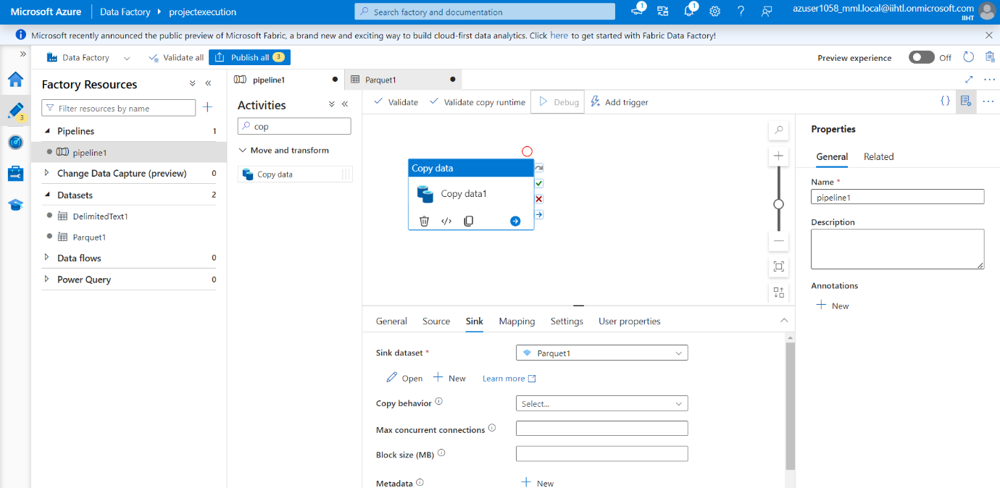 Microsoft Azure
Data Factory
projectexecution
Search factory and documentation
1
1
azuser1058_mml.local@iihtl.onmicrosoft.com
IIHT
Microsoft recently announced the public preview of Microsoft Fabric, a brand new and exciting way to build cloud-first data analytics. Click here to get started with Fabric Data Factory!
Data Factory
Validate all
Publish all 3
Preview experience
Off
3
Factory Resources
Filter resources by name
Pipelines 1
pipeline1
Change Data Capture (preview) 0
Datasets 2
DelimitedText1
Parquet1
Data flows 0
Power Query 0
pipeline1
Parquet1
Activities
cop
Move and transform
Copy data
Validate
Validate copy runtime
Debug
Add trigger
Copy data
Copy data1
General
Source
Sink
Mapping
Settings
User properties
Sink dataset *
Parquet1
Open
New
Learn more
Copy behavior
Select...
Max concurrent connections
Block size (MB)
Metadata
New
Properties
General
Related
Name *
pipeline1
Description
Annotations
New